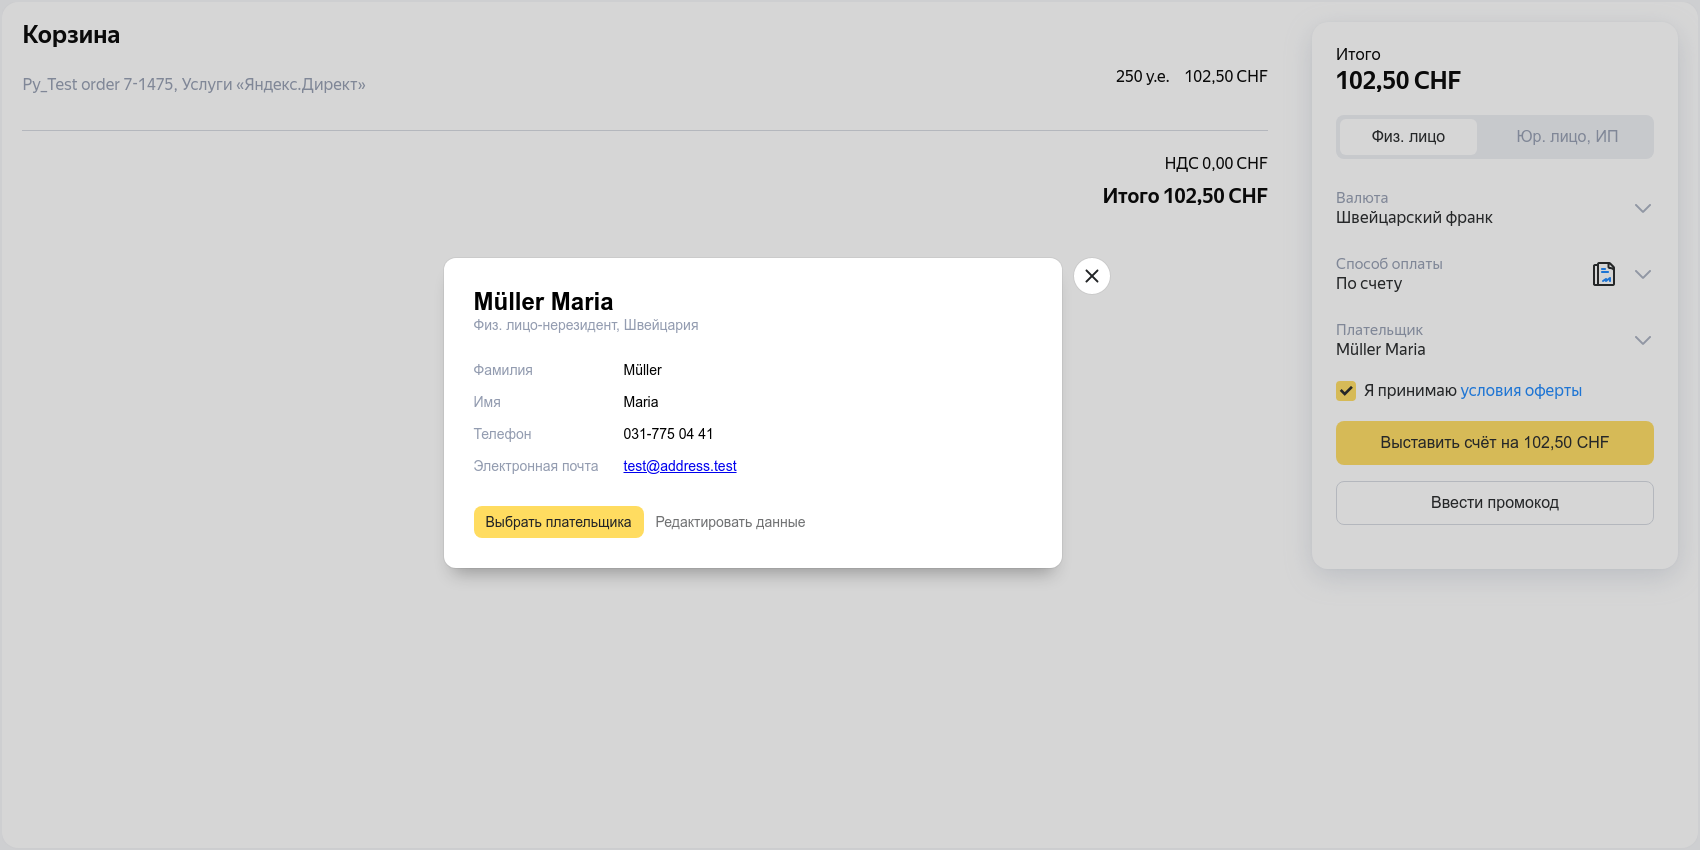 Корзина
Py_Test order 7-1475, Услуги «Яндекс.Директ»
250 у.е. 102,50 CHF
НДС 0,00 CHF
Итого 102,50 CHF
Müller Maria
Физ. лицо-нерезидент, Швейцария
Фамилия Müller
Имя Maria
Телефон 031-775 04 41
Электронная почта test@address.test
Выбрать плательщика Редактировать данные
Итого
102,50 CHF
Физ. лицо Юр. лицо, ИП
Валюта
Швейцарский франк
Способ оплаты
По счету
Плательщик
Müller Maria
Я принимаю условия оферты
Выставить счёт на 102,50 CHF
Ввести промокод